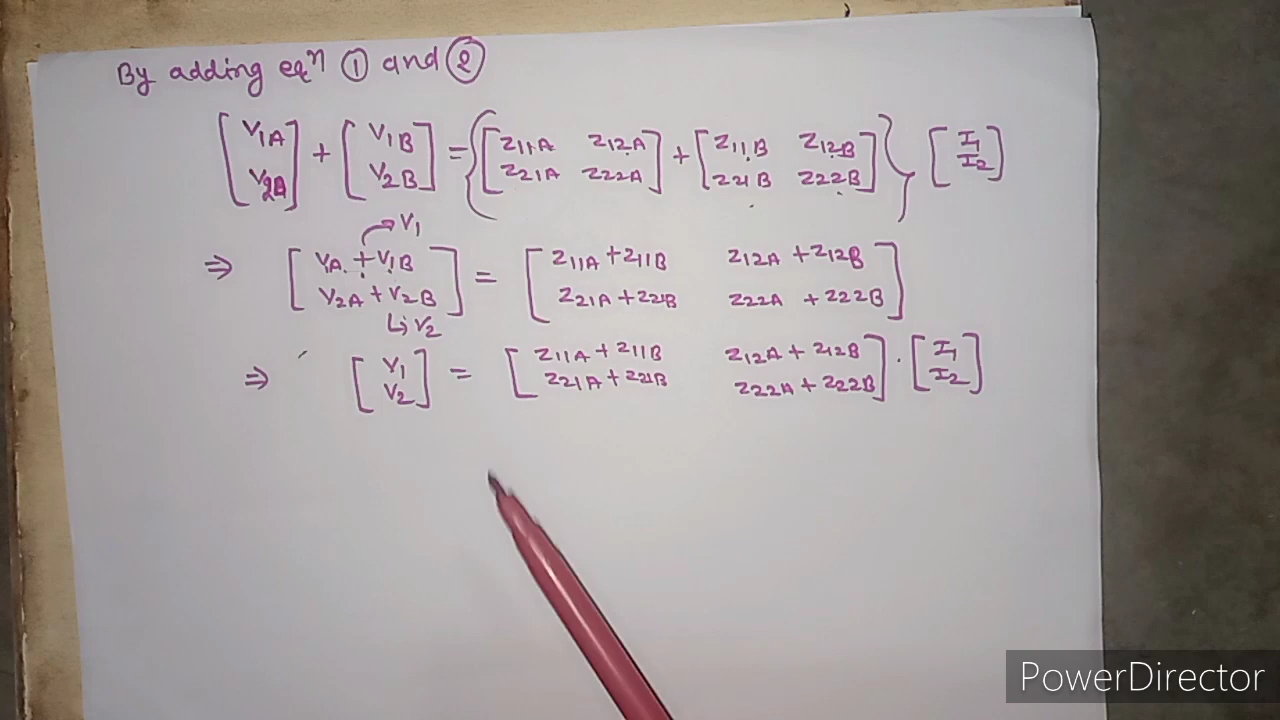 By adding eqⁿ ① and ②
[V1A V2A] + [V1B V2B] = {[Z11A Z12A Z21A Z22A] + [Z11B Z12B Z21B Z22B]} [I1 I2]
→ V1
⇒ [VA + V1B V2A + V2B] = [Z11A + Z11B Z12A + Z12B Z21A + Z21B Z22A + Z22B]
↳ V2
⇒ [V1 V2] = [Z11A + Z11B Z12A + Z12B Z21A + Z21B Z22A + Z22B] · [I1 I2]
PowerDirector